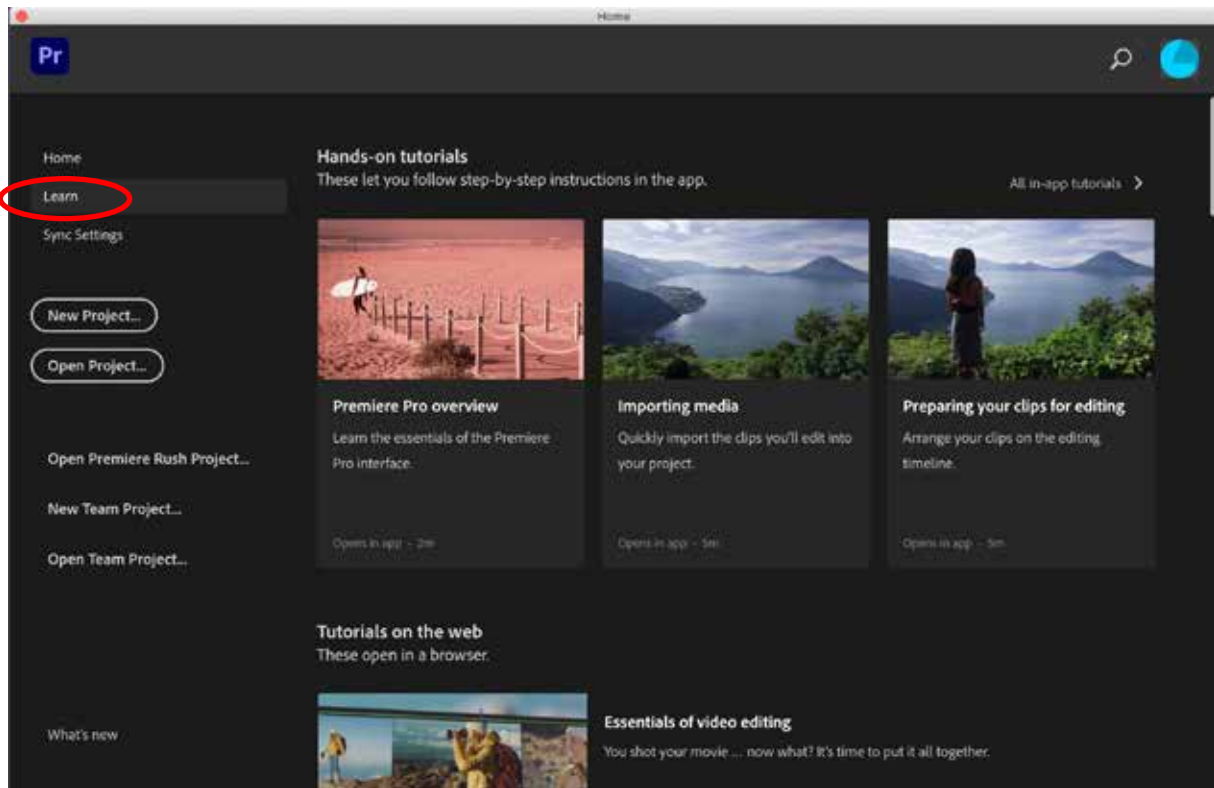 Home
Pr
Home
Learn
Sync Settings
New Project...
Open Project...
Open Premiere Rush Project...
New Team Project...
Open Team Project...
What's new
Hands-on tutorials
These let you follow step-by-step instructions in the app.
All in-app tutorials
Premiere Pro overview
Learn the essentials of the Premiere
Pro interface.
Opens in app - 2m
Importing media
Quickly import the clips you'll edit into
your project.
Opens in app - 5m
Preparing your clips for editing
Arrange your clips on the editing
timeline.
Opens in app - 5m
Tutorials on the web
These open in a browser.
Essentials of video editing
You shot your movie ... now what? It's time to put it all together.